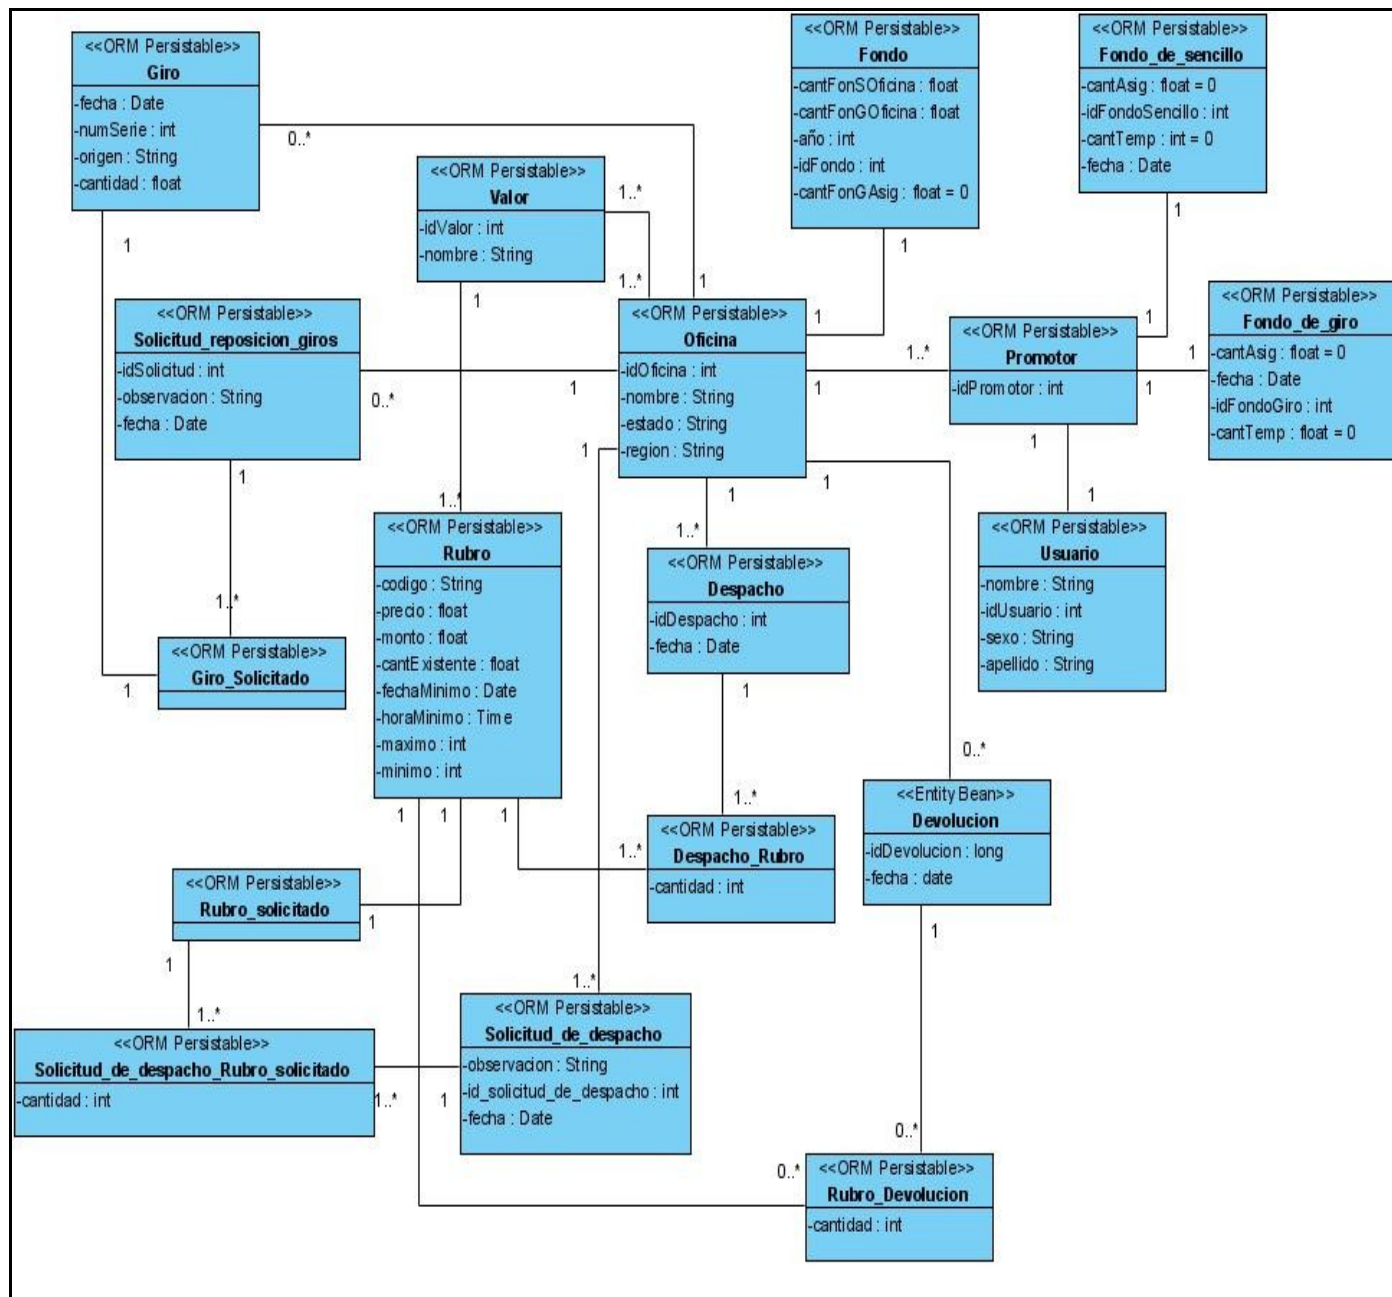 <<ORM Persistable>>
Giro
-fecha : Date
-numSerie : int
-origen : String
-cantidad : float
0..*
1
<<ORM Persistable>>
Valor
-idValor : int
-nombre : String
1..*
1..*
1
1
<<ORM Persistable>>
Fondo
-cantFonSOficina : float
-cantFonGOficina : float
-año : int
-idFondo : int
-cantFonGAsig : float = 0
1
1
<<ORM Persistable>>
Fondo_de_sencillo
-cantAsig : float = 0
-idFondoSencillo : int
-cantTemp : int = 0
-fecha : Date
1
1
<<ORM Persistable>>
Solicitud_reposicion_giros
-idSolicitud : int
-observacion : String
-fecha : Date
0..*
1
1
<<ORM Persistable>>
Oficina
-idOficina : int
-nombre : String
-estado : String
-region : String
1..*
1
1
1
1
<<ORM Persistable>>
Promotor
-idPromotor : int
1
1
1
<<ORM Persistable>>
Fondo_de_giro
-cantAsig : float = 0
-fecha : Date
-idFondoGiro : int
-cantTemp : float = 0
1..*
1..*
1..*
1
<<ORM Persistable>>
Rubro
-codigo : String
-precio : float
-monto : float
-cantExistente : float
-fechaMinimo : Date
-horaMinimo : Time
-maximo : int
-minimo : int
1
1
1
<<ORM Persistable>>
Despacho
-idDespacho : int
-fecha : Date
1
1..*
<<ORM Persistable>>
Usuario
-nombre : String
-idUsuario : int
-sexo : String
-apellido : String
<<ORM Persistable>>
Giro_Solicitado
1
0..*
<<Entity Bean>>
Devolucion
-idDevolucion : long
-fecha : date
1
<<ORM Persistable>>
Despacho_Rubro
-cantidad : int
1..*
<<ORM Persistable>>
Rubro_solicitado
1
1
1..*
<<ORM Persistable>>
Solicitud_de_despacho_Rubro_solicitado
-cantidad : int
1..*
1
1..*
<<ORM Persistable>>
Solicitud_de_despacho
-observacion : String
-id_solicitud_de_despacho : int
-fecha : Date
0..*
0..*
<<ORM Persistable>>
Rubro_Devolucion
-cantidad : int